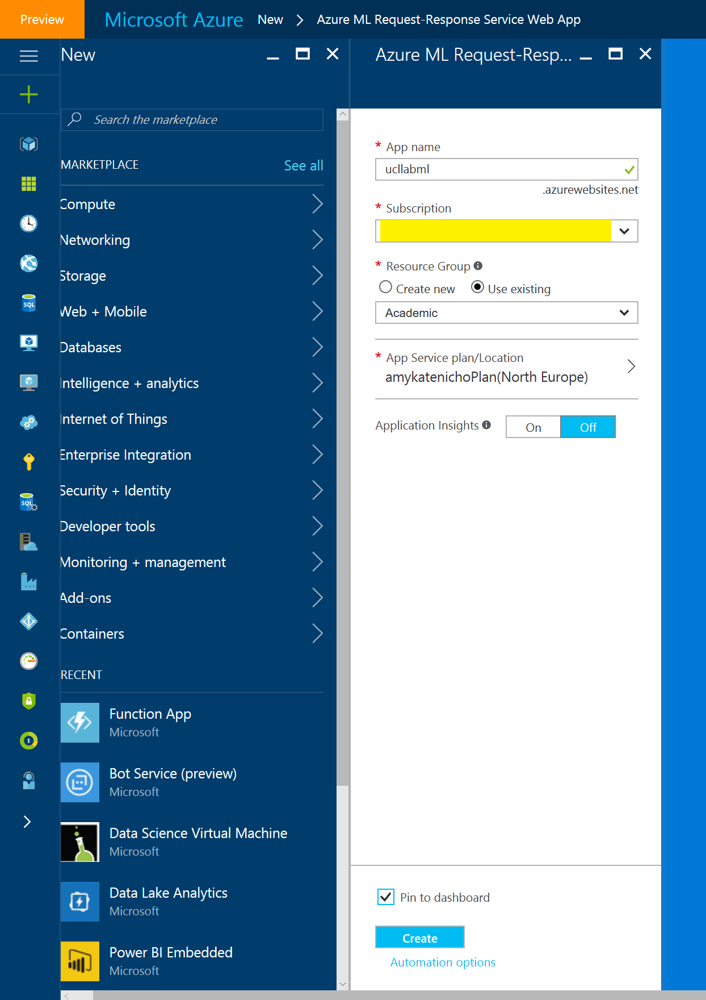 Preview
Microsoft Azure New Azure ML Request-Response Service Web App
New
Search the marketplace
MARKETPLACE See all
Compute
Networking
Storage
Web + Mobile
Databases
Intelligence + analytics
Internet of Things
Enterprise Integration
Security + Identity
Developer tools
Monitoring + management
Add-ons
Containers
RECENT
Function App
Microsoft
Bot Service (preview)
Microsoft
Data Science Virtual Machine
Microsoft
Data Lake Analytics
Microsoft
Power BI Embedded
Microsoft
SQL
SQL
Azure ML Request-Resp...
* App name
ucllabml
.azurewebsites.net
* Subscription
* Resource Group
Create new Use existing
Academic
* App Service plan/Location
amykatenichoPlan(North Europe)
Application Insights On Off
Pin to dashboard
Create
Automation options